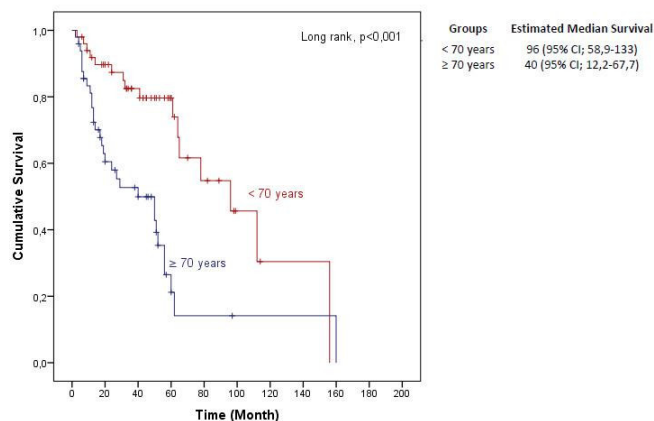 Long rank, p<0,001
Groups Estimated Median Survival
< 70 years 96 (95% CI; 58,9-133)
≥ 70 years 40 (95% CI; 12,2-67,7)
1,0
0,8
0,6
0,4
0,2
0,0
Cumulative Survival
< 70 years
≥ 70 years
0 20 40 60 80 100 120 140 160 180 200
Time (Month)